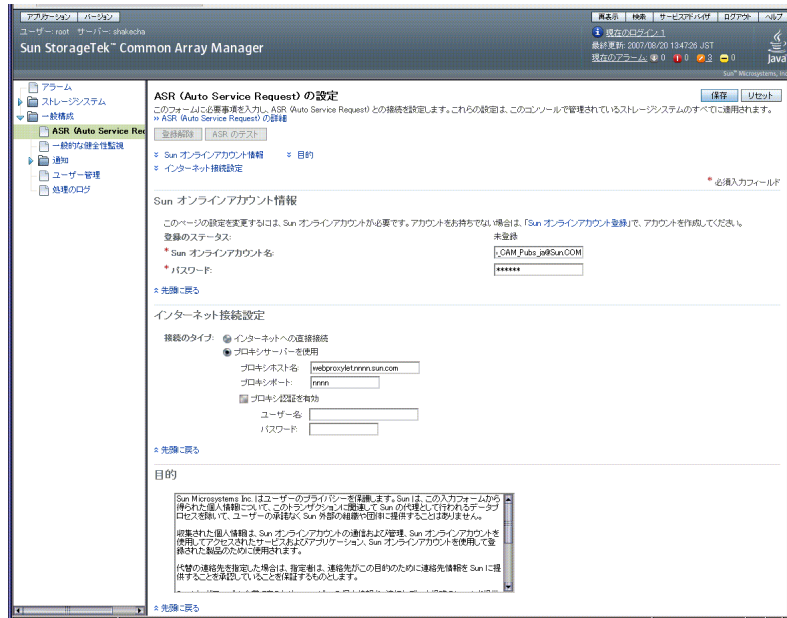 アプリケーション バージョン 再表示 検索 サービスアドバイザ ログアウト ヘルプ
ユーザー: root サーバー: shakecha
Sun StorageTek™ Common Array Manager
現在のログイン: 1
最終更新: 2007/08/20 13:47:26 JST
現在のアラーム: 0 0 3 0
Java
Sun™ Microsystems, Inc.
アラーム
ストレージシステム
一般構成
ASR (Auto Service Rec
一般的な健全性監視
通知
ユーザー管理
処理のログ
ASR (Auto Service Request) の設定
保存 リセット
このフォームに必要事項を入力し、ASR (Auto Service Request) との接続を設定します。これらの設定は、このコンソールで管理されているストレージシステムのすべてに適用されます。
» ASR (Auto Service Request) の詳細
登録解除 ASR のテスト
Sun オンラインアカウント情報 目的
インターネット接続設定
* 必須入力フィールド
Sun オンラインアカウント情報
このページの設定を変更するには、Sun オンラインアカウントが必要です。アカウントをお持ちでない場合は、「Sun オンラインアカウント登録」で、アカウントを作成してください。
登録のステータス: 未登録
* Sun オンラインアカウント名: _CAM_Pubs_ja@Sun.COM
* パスワード: ******
先頭に戻る
インターネット接続設定
接続のタイプ: インターネットへの直接接続
プロキシサーバーを使用
プロキシホスト名: webproxylet.nnnn.sun.com
プロキシポート: nnnn
プロキシ認証を有効
ユーザー名:
パスワード:
先頭に戻る
目的
Sun Microsystems Inc. はユーザーのプライバシーを保護します。Sun は、この入力フォームから
得られた個人情報について、このトランザクションに関連して Sun の代理として行われるデータプ
ロセスを除いて、ユーザーの承諾なく Sun 外部の組織や団体に提供することはありません。
収集された個人情報は、Sun オンラインアカウントの通信および管理、Sun オンラインアカウントを
使用してアクセスされたサービスおよびアプリケーション、Sun オンラインアカウントを使用して登
録された製品のために使用されます。
代替の連絡先を指定した場合は、指定者は、連絡先がこの目的のために連絡先情報を Sun に提
供することを承認していることを保証するものとします。
先頭に戻る